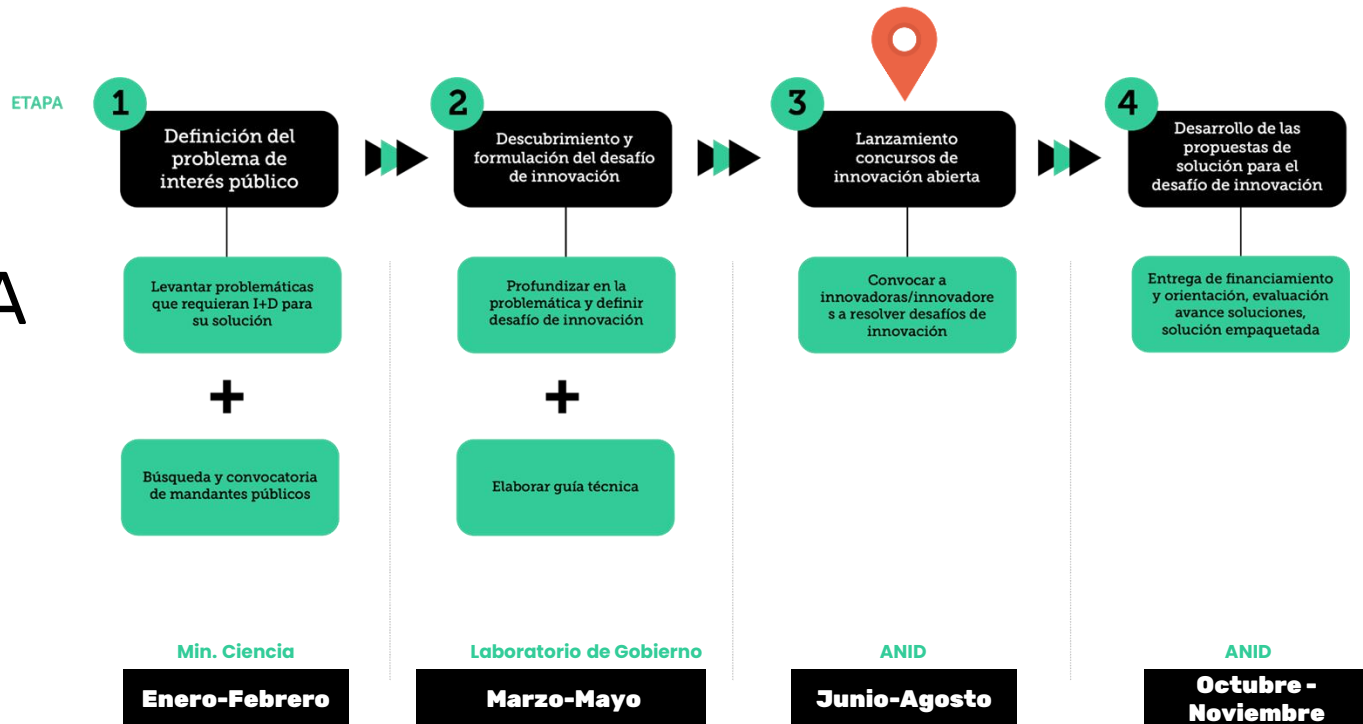 ETAPA
1
Definición del
problema de
interés público
2
Descubrimiento y
formulación del desafío
de innovación
3
Lanzamiento
concursos de
innovación abierta
4
Desarrollo de las
propuestas de
solución para el
desafío de innovación
A
Levantar problemáticas
que requieran I+D para
su solución
Profundizar en la
problemática y definir
desafío de innovación
Convocar a
innovadoras/innovadore
s a resolver desafíos de
innovación
Entrega de financiamiento
y orientación, evaluación
avance soluciones,
solución empaquetada
+
+
Búsqueda y convocatoria
de mandantes públicos
Elaborar guía técnica
Min. Ciencia
Laboratorio de Gobierno
ANID
ANID
Enero-Febrero
Marzo-Mayo
Junio-Agosto
Octubre -
Noviembre